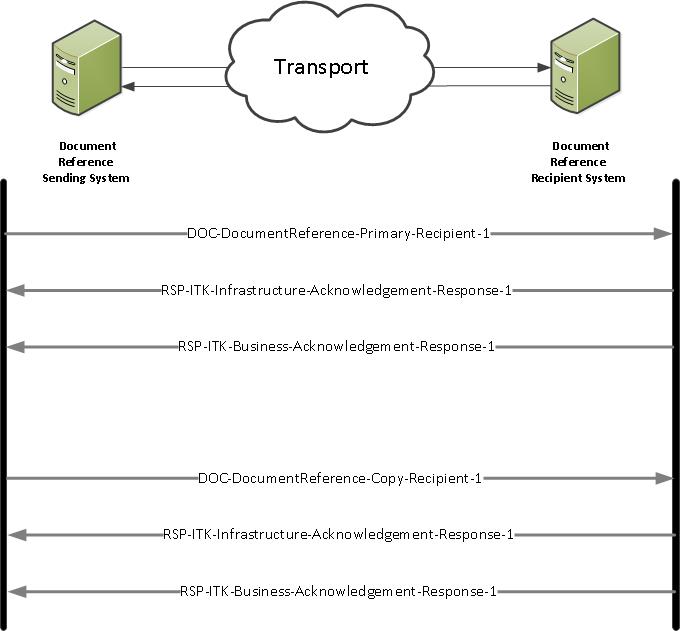 Transport
Document
Reference
Sending System
Document
Reference
Recipient System
DOC-DocumentReference-Primary-Recipient-1
RSP-ITK-Infrastructure-Acknowledgement-Response-1
RSP-ITK-Business-Acknowledgement-Response-1
DOC-DocumentReference-Copy-Recipient-1
RSP-ITK-Infrastructure-Acknowledgement-Response-1
RSP-ITK-Business-Acknowledgement-Response-1